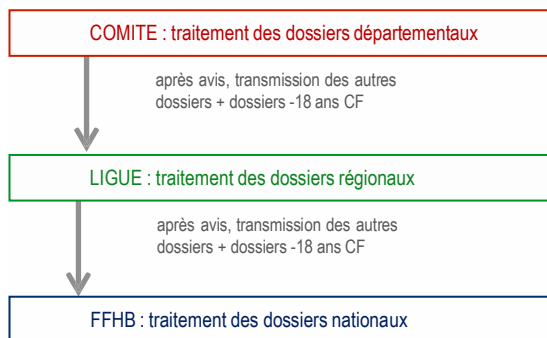 COMITE : traitement des dossiers départementaux
après avis, transmission des autres
dossiers + dossiers -18 ans CF
LIGUE : traitement des dossiers régionaux
après avis, transmission des autres
dossiers + dossiers -18 ans CF
FFHB : traitement des dossiers nationaux